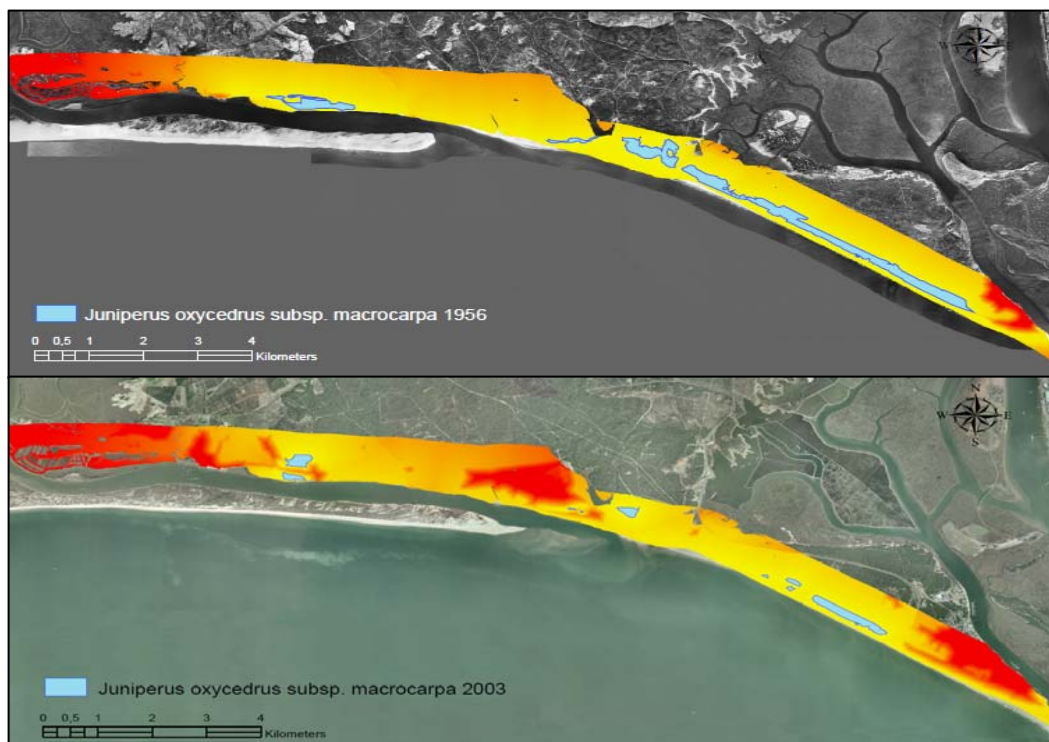 N
W E
S
Juniperus oxycedrus subsp. macrocarpa 1956
0 0,5 1 2 3 4
Kilometers
N
W E
S
Juniperus oxycedrus subsp. macrocarpa 2003
0 0,5 1 2 3 4
Kilometers